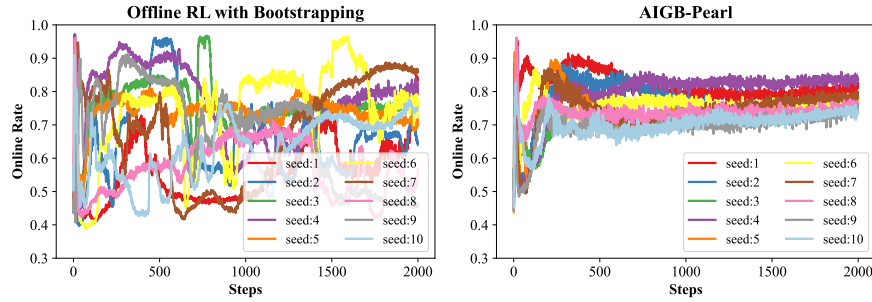 Offline RL with Bootstrapping
Online Rate
1.0
0.9
0.8
0.7
0.6
0.5
0.4
0.3
seed:1
seed:2
seed:3
seed:4
seed:5
seed:6
seed:7
seed:8
seed:9
seed:10
0
500
1000
1500
2000
Steps
AIGB-Pearl
Online Rate
1.0
0.9
0.8
0.7
0.6
0.5
0.4
0.3
seed:1
seed:2
seed:3
seed:4
seed:5
seed:6
seed:7
seed:8
seed:9
seed:10
0
500
1000
1500
2000
Steps